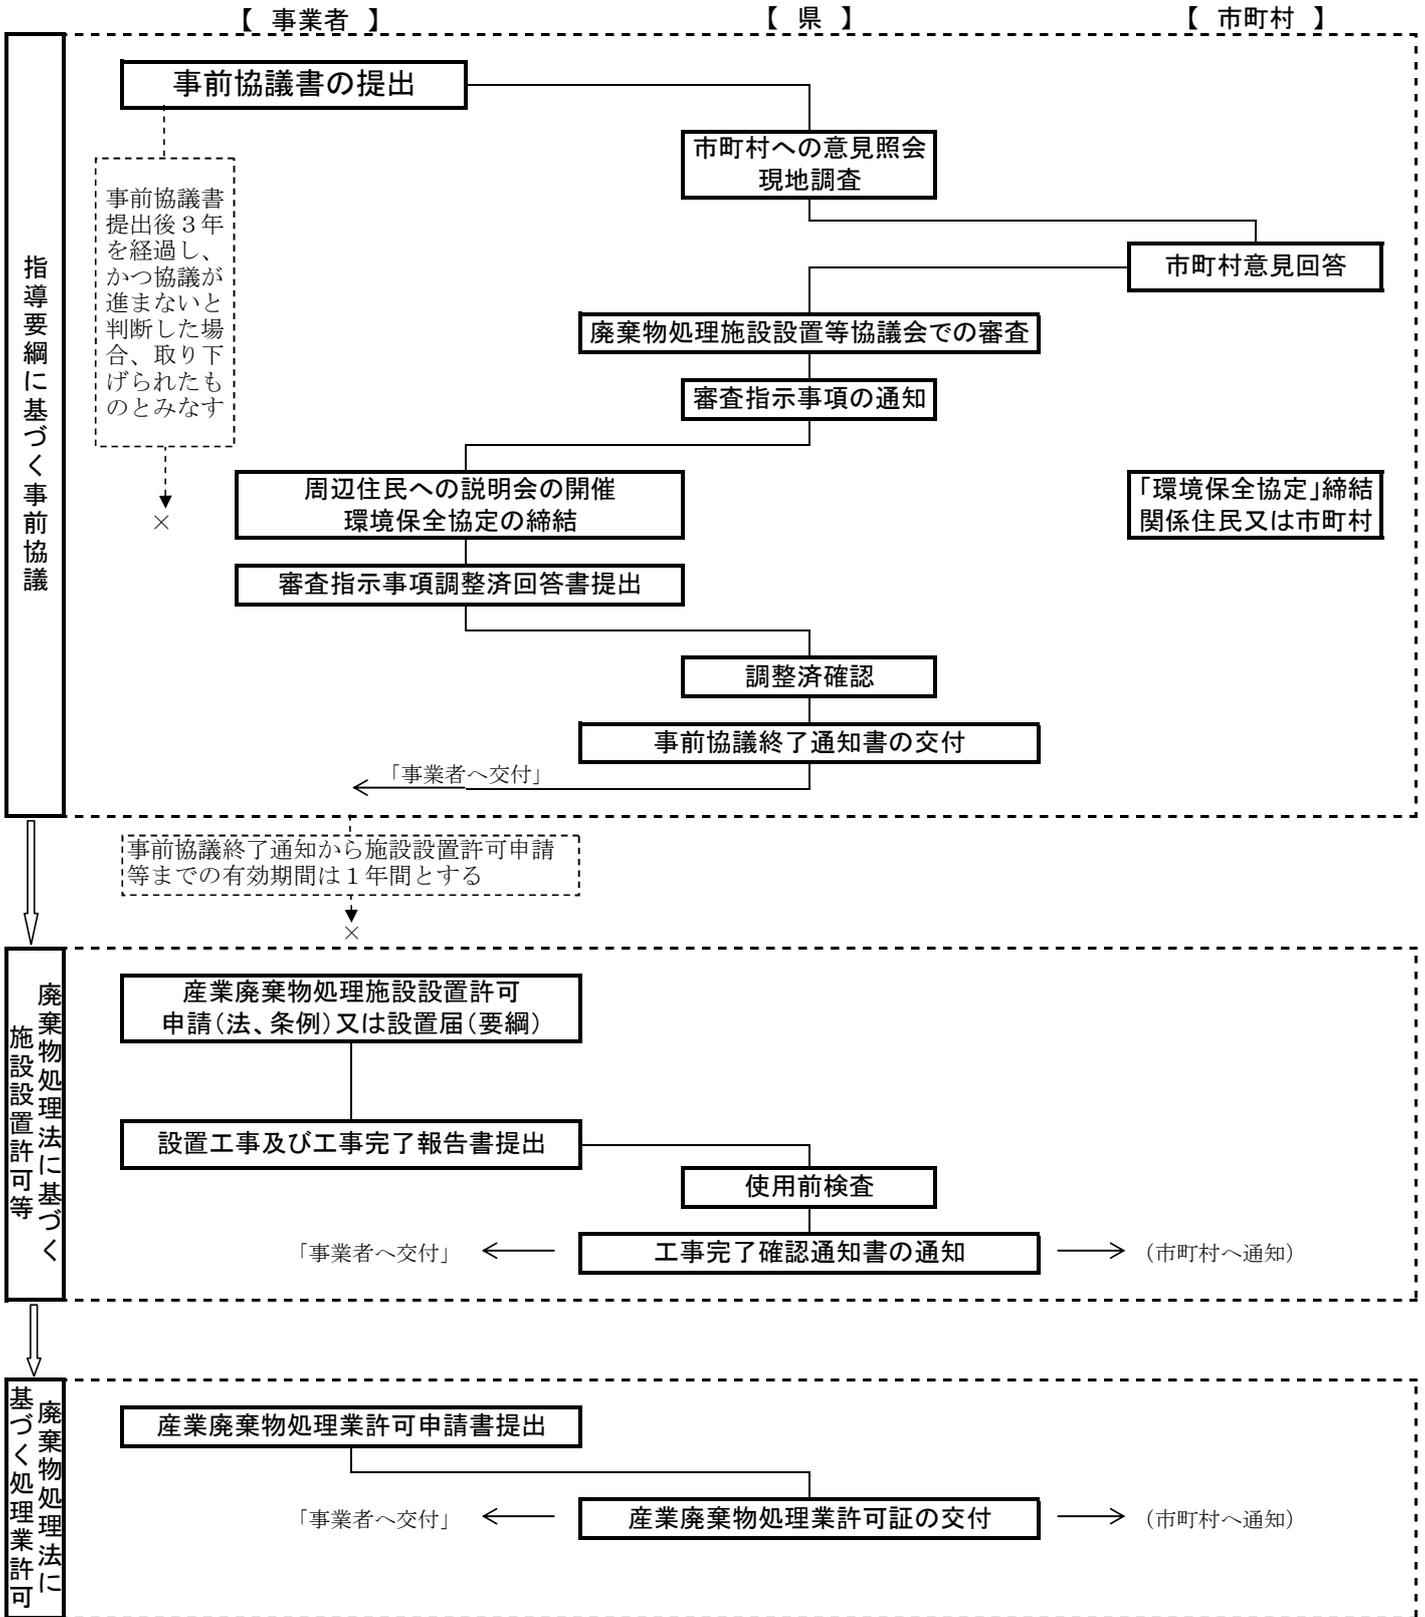 【 事業者 】
【 県 】
【 市町村 】
指導要綱に基づく事前協議
事前協議書の提出
市町村への意見照会
現地調査
事前協議書
提出後３年
を経過し、
かつ協議が
進まないと
判断した場
合、取り下
げられたも
のとみなす
×
市町村意見回答
廃棄物処理施設設置等協議会での審査
審査指示事項の通知
周辺住民への説明会の開催
環境保全協定の締結
「環境保全協定」締結
関係住民又は市町村
審査指示事項調整済回答書提出
調整済確認
事前協議終了通知書の交付
「事業者へ交付」
事前協議終了通知から施設設置許可申請
等までの有効期間は１年間とする
×
廃棄物処理法に基づく
施設設置許可等
産業廃棄物処理施設設置許可
申請（法、条例）又は設置届（要綱）
設置工事及び工事完了報告書提出
使用前検査
「事業者へ交付」
工事完了確認通知書の通知
（市町村へ通知）
廃棄物処理法に
基づく処理業許可
産業廃棄物処理業許可申請書提出
「事業者へ交付」
産業廃棄物処理業許可証の交付
（市町村へ通知）